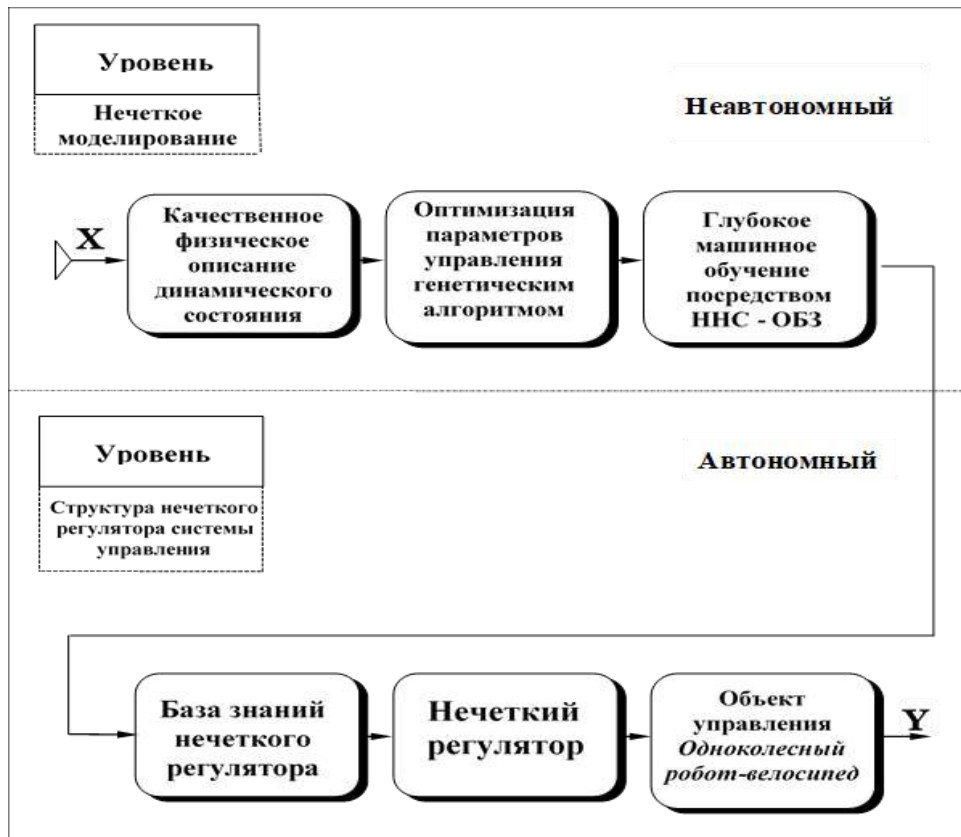 Уровень
Нечеткое
моделирование
Неавтономный
X
Качественное
физическое
описание
динамического
состояния
Оптимизация
параметров
управления
генетическим
алгоритмом
Глубокое
машинное
обучение
посредством
ННС - ОБЗ
Уровень
Структура нечеткого
регулятора системы
управления
Автономный
База знаний
нечеткого
регулятора
Нечеткий
регулятор
Объект
управления
Одноколесный
робот-велосипед
Y